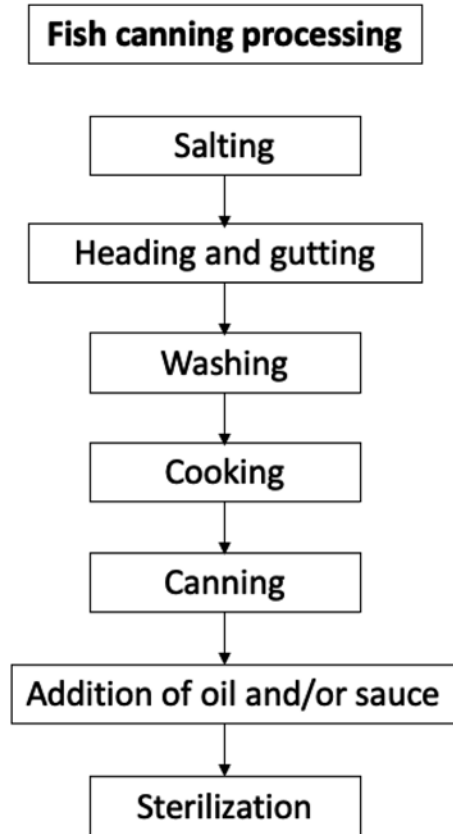 Fish canning processing
Salting
Heading and gutting
Washing
Cooking
Canning
Addition of oil and/or sauce
Sterilization